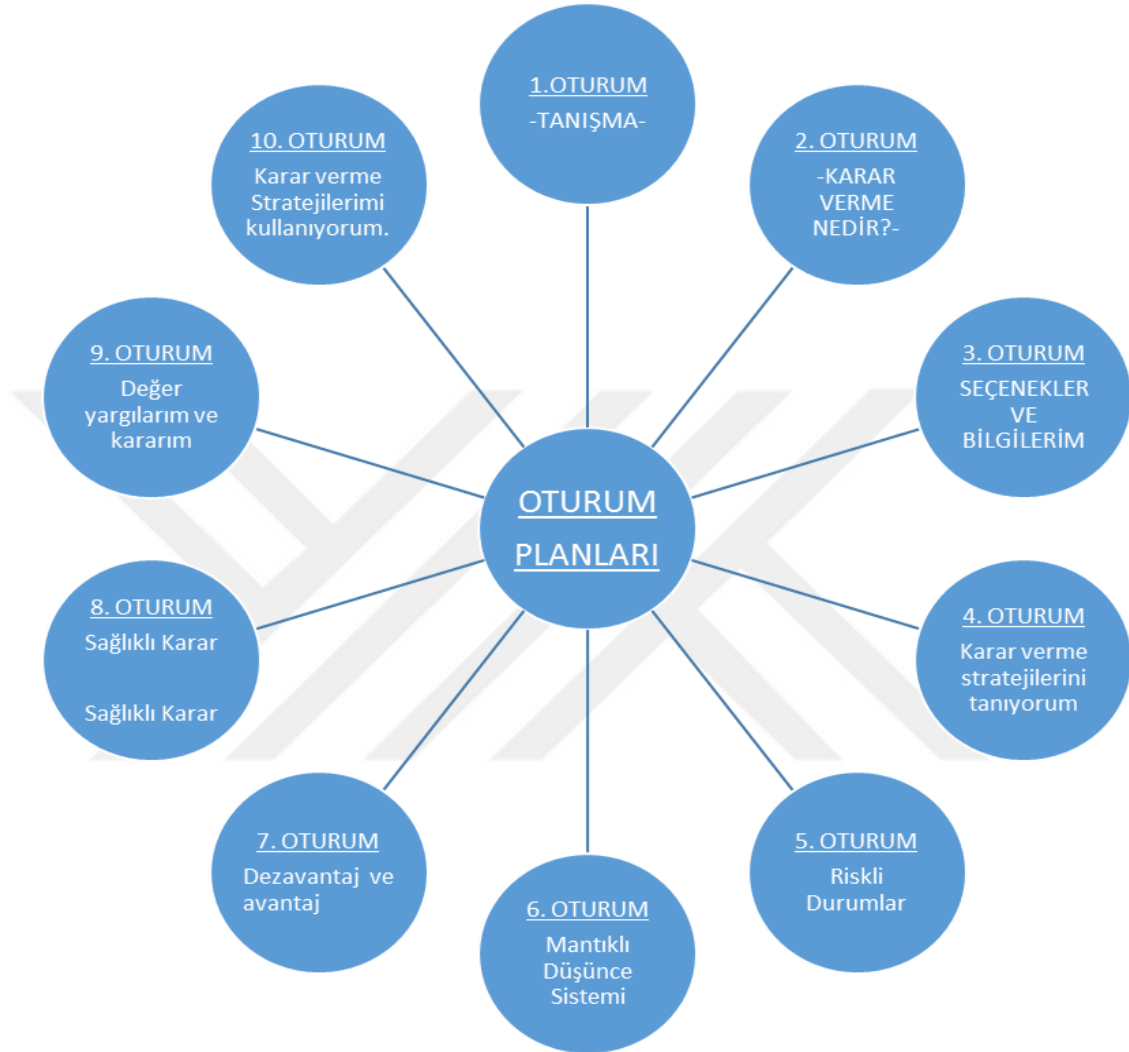 1.OTURUM
-TANIŞMA-
2. OTURUM
-KARAR
VERME
NEDİR?-
3. OTURUM
SEÇENEKLER
VE
BİLGİLERİM
4. OTURUM
Karar verme
stratejilerini
tanıyorum
5. OTURUM
Riskli
Durumlar
6. OTURUM
Mantıklı
Düşünce
Sistemi
7. OTURUM
Dezavantaj ve
avantaj
8. OTURUM
Sağlıklı Karar
Sağlıklı Karar
9. OTURUM
Değer
yargılarım ve
kararım
10. OTURUM
Karar verme
Stratejilerimi
kullanıyorum.
OTURUM
PLANLARI